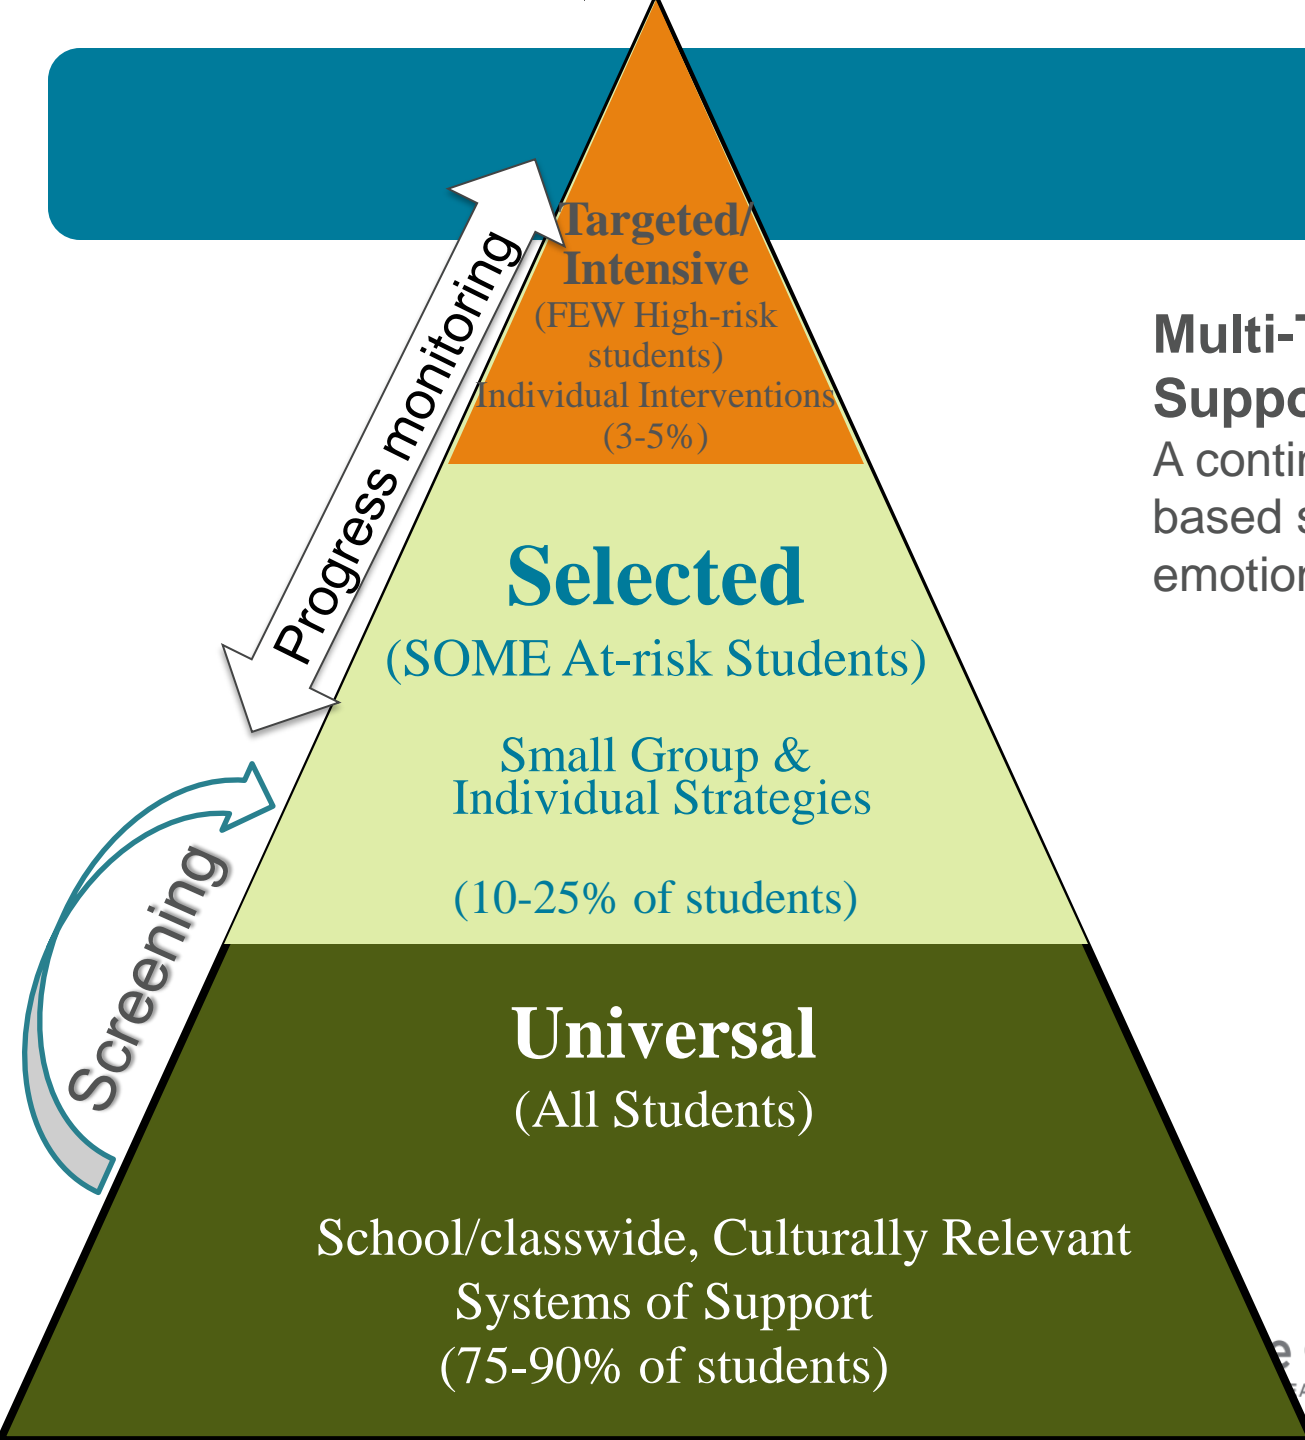 Targeted/
Intensive
(FEW High-risk
students)
Individual Interventions
(3-5%)
Progress monitoring
Selected
(SOME At-risk Students)
Small Group &
Individual Strategies
(10-25% of students)
Screening
Universal
(All Students)
School/classwide, Culturally Relevant
Systems of Support
(75-90% of students)
Multi-
A
based